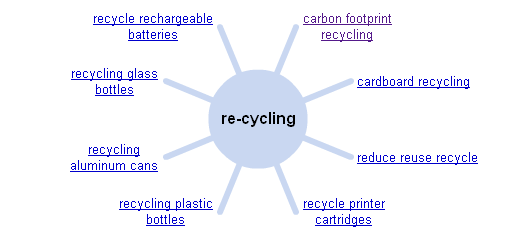 recycle rechargeable
batteries
carbon footprint
recycling
recycling glass
bottles
cardboard recycling
re-cycling
recycling
aluminum cans
reduce reuse recycle
recycling plastic
bottles
recycle printer
cartridges